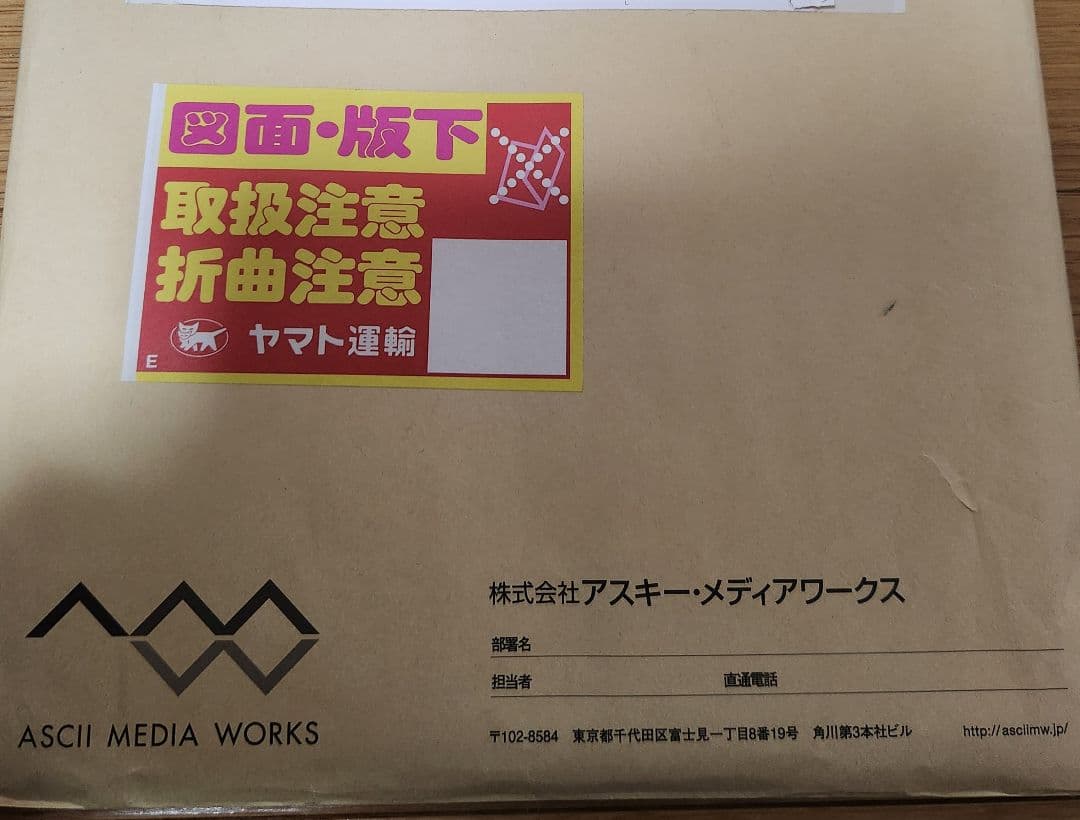 図面・版下
取扱注意
折曲注意
ヤマト運輸
E
株式会社アスキー・メディアワークス
部署名
担当者 直通電話
ASCII MEDIA WORKS
〒102-8584 東京都千代田区富士見一丁目8番19号 角川第3本社ビル http://asciimw.jp/